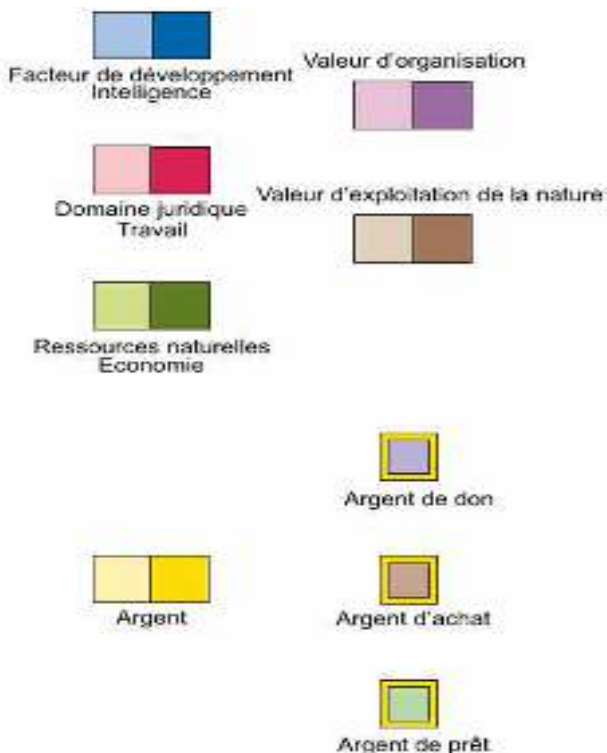 Facteur de développement
Intelligence
Valeur d'organisation
Domaine juridique
Travail
Valeur d'exploitation de la nature
Ressources naturelles
Economie
Argent de don
Argent
Argent d'achat
Argent de prêt